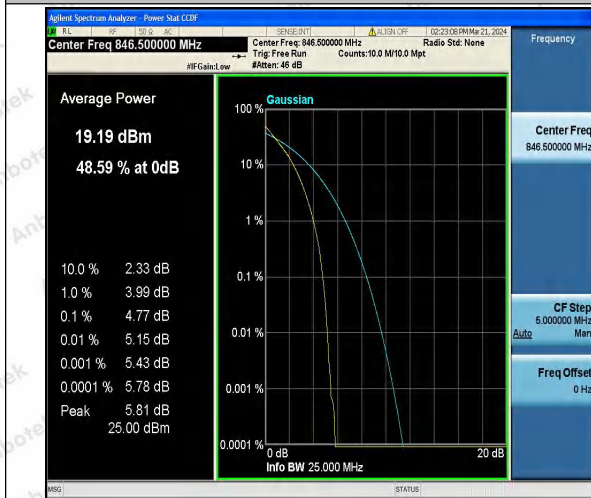 Agilent Spectrum Analyzer - Power Stat CCDF
RL RF 50 Ω AC SENSE:INT ALIGN OFF 02:23:08 PM Mar 21, 2024
Center Freq 846.500000 MHz
Center Freq: 846.500000 MHz Radio Std: None
Trig: Free Run Counts:10.0 M/10.0 Mpt
#IFGain:Low #Atten: 46 dB
Frequency
Average Power
19.19 dBm
48.59 % at 0dB
10.0 % 2.33 dB
1.0 % 3.99 dB
0.1 % 4.77 dB
0.01 % 5.15 dB
0.001 % 5.43 dB
0.0001 % 5.78 dB
Peak 5.81 dB
25.00 dBm
Gaussian
100 %
10 %
1 %
0.1 %
0.01 %
0.001 %
0.0001 %
0 dB 20 dB
Info BW 25.000 MHz
Center Freq
846.500000 MHz
CF Step
5.000000 MHz
Auto Man
Freq Offset
0 Hz
MSG STATUS